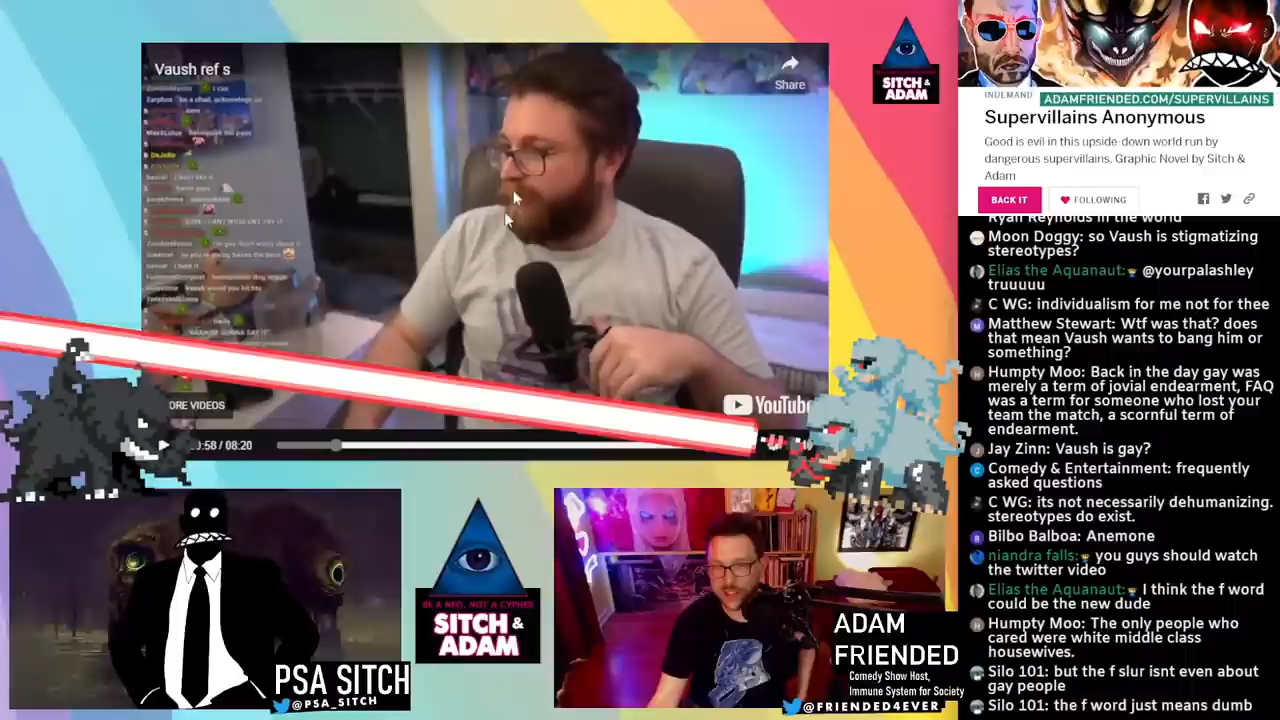 Vaush ref s
Share
SITCH &
ADAM
ORE VIDEOS
YouTube
:58 / 08:20
BE A NEO, NOT A CYPHER
SITCH &
ADAM
PSA SITCH
@PSA_SITCH
ADAM
FRIENDED
Comedy Show Host,
Immune System for Society
@FRIENDED4EVER
INDEMAND
ADAMFRIENDED.COM/SUPERVILLAINS
Supervillains Anonymous
Good is evil in this upside-down world run by
dangerous supervillains. Graphic Novel by Sitch &
Adam
BACK IT
FOLLOWING
Ryan Reynolds in the world
Moon Doggy: so Vaush is stigmatizing
stereotypes?
Elias the Aquanaut: @yourpalashley
truuuuu
C WG: individualism for me not for thee
Matthew Stewart: Wtf was that? does
that mean Vaush wants to bang him or
something?
Humpty Moo: Back in the day gay was
merely a term of jovial endearment, FAQ
was a term for someone who lost your
team the match, a scornful term of
endearment.
Jay Zinn: Vaush is gay?
Comedy & Entertainment: frequently
asked questions
C WG: its not necessarily dehumanizing.
stereotypes do exist.
Bilbo Balboa: Anemone
niandra falls: you guys should watch
the twitter video
Elias the Aquanaut: I think the f word
could be the new dude
Humpty Moo: The only people who
cared were white middle class
housewives.
Silo 101: but the f slur isnt even about
gay people
Silo 101: the f word just means dumb